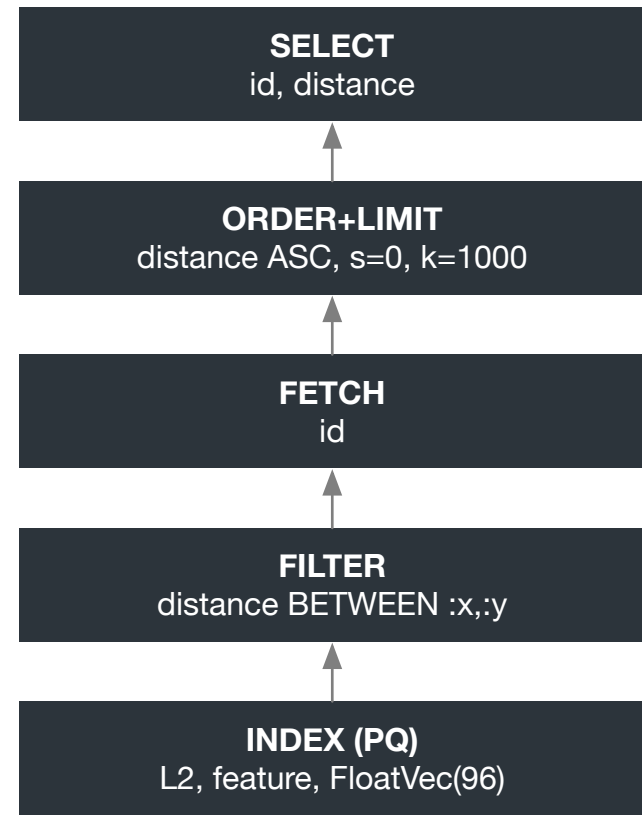 SELECT
id, distance
ORDER+LIMIT
distance ASC, s=0, k=1000
FETCH
id
FILTER
distance BETWEEN :x,:y
INDEX (PQ)
L2, feature, FloatVec(96)